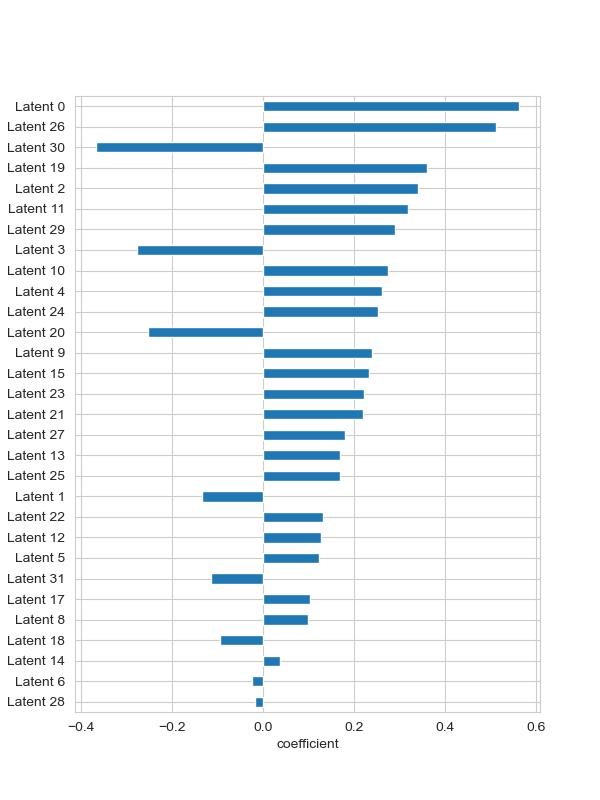 Latent 0
Latent 26
Latent 30
Latent 19
Latent 2
Latent 11
Latent 29
Latent 3
Latent 10
Latent 4
Latent 24
Latent 20
Latent 9
Latent 15
Latent 23
Latent 21
Latent 27
Latent 13
Latent 25
Latent 1
Latent 22
Latent 12
Latent 5
Latent 31
Latent 17
Latent 8
Latent 18
Latent 14
Latent 6
Latent 28
−0.4 −0.2 0.0 0.2 0.4 0.6
coefficient